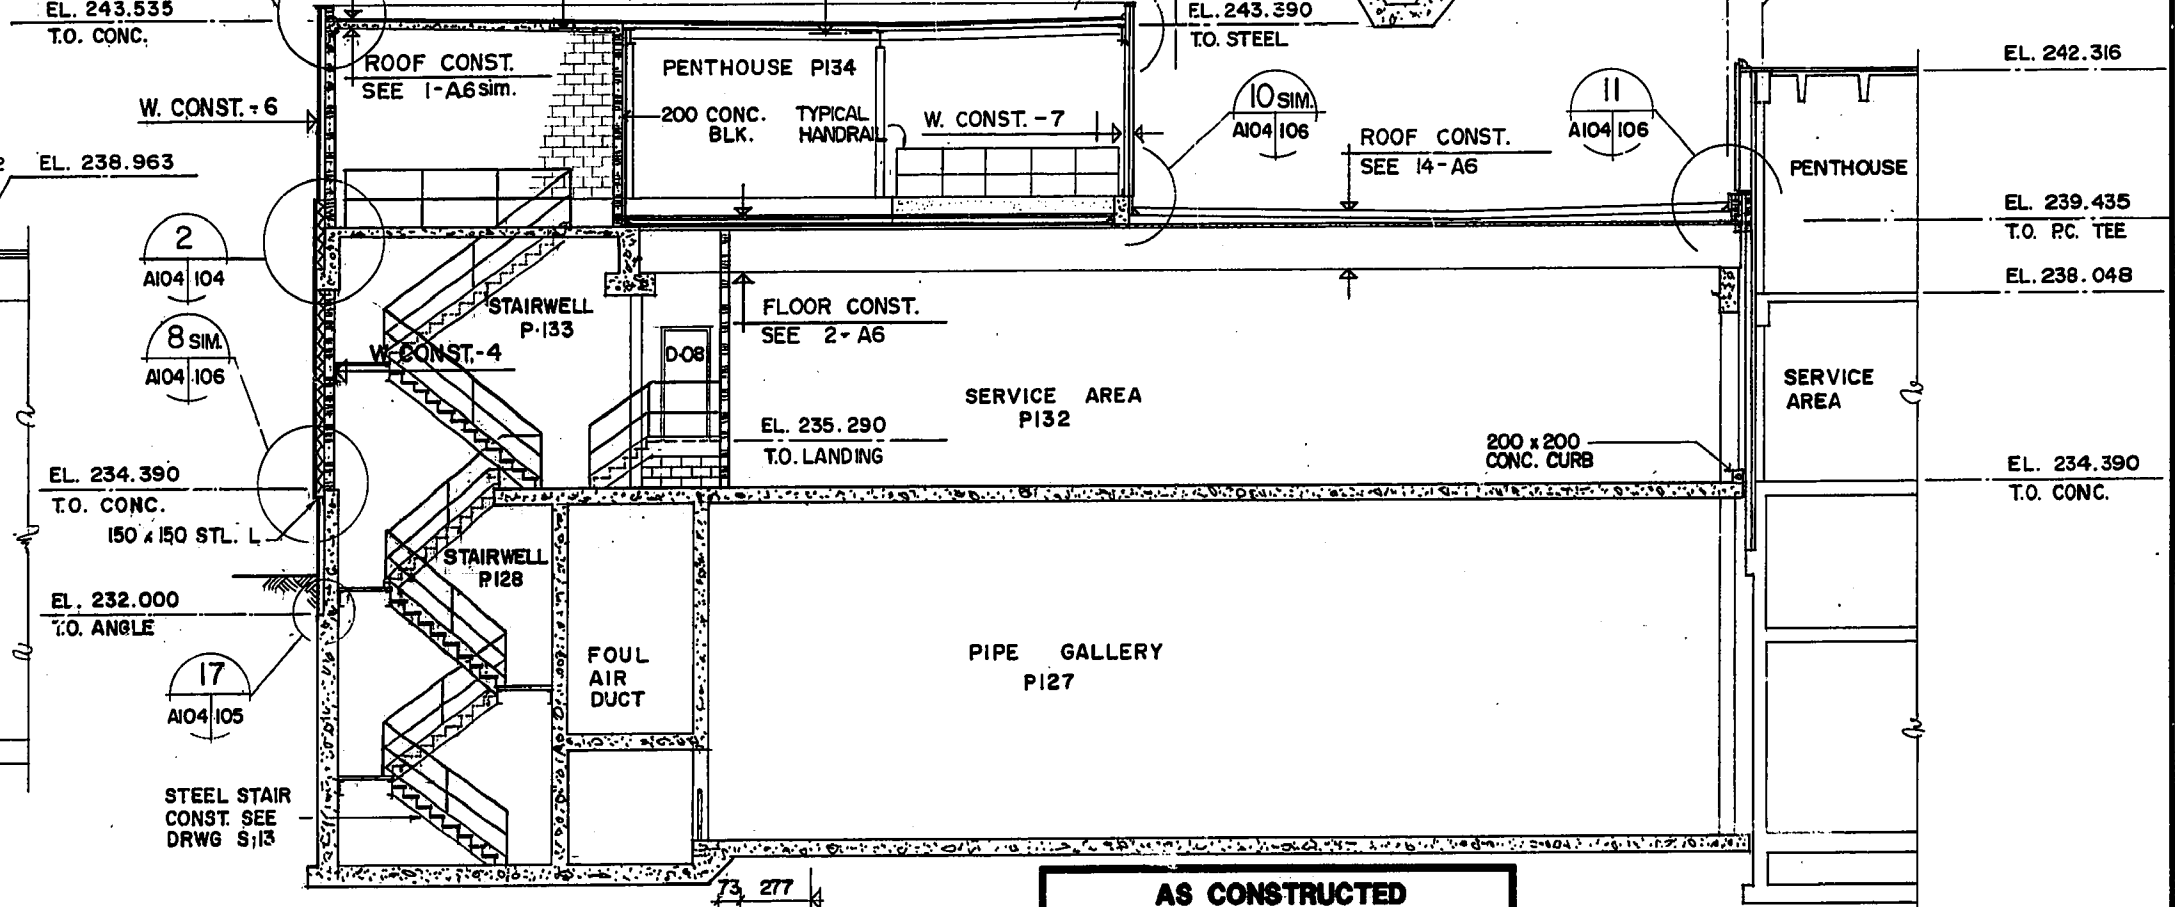 EL. 243.535
T.O. CONC.
EL. 243.390
T.O. STEEL
EL. 242.316
ROOF CONST.
SEE 1-A6 sim.
PENTHOUSE P134
W. CONST.-6
200 CONC.
BLK.
TYPICAL
HANDRAIL
W. CONST.-7
10 SIM.
A104 106
11
A104 106
ROOF CONST.
SEE 14-A6
PENTHOUSE
EL. 238.963
EL. 239.435
T.O. P.C. TEE
2
A104 104
EL. 238.048
STAIRWELL
P.133
FLOOR CONST.
SEE 2-A6
8 SIM.
A104 106
W CONST.-4
D-08
SERVICE AREA
P132
SERVICE
AREA
EL. 235.290
T.O. LANDING
200 x 200
CONC. CURB
EL. 234.390
T.O. CONC.
EL. 234.390
T.O. CONC.
150 x 150 STL. L
STAIRWELL
P.128
EL. 232.000
T.O. ANGLE
FOUL
AIR
DUCT
PIPE GALLERY
P127
17
A104 105
STEEL STAIR
CONST. SEE
DRWG S;13
73 277
AS CONSTRUCTED